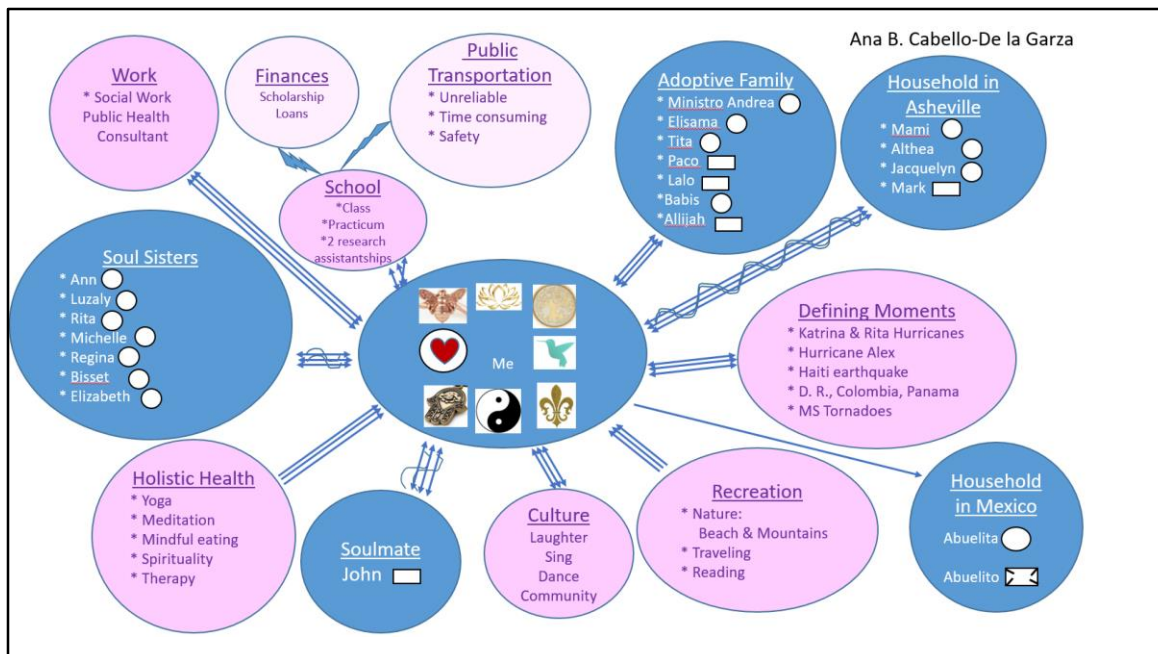 Ana B. Cabello-De la Garza
Work
* Social Work
Public Health
Consultant
Finances
Scholarship
Loans
Public
Transportation
* Unreliable
* Time consuming
* Safety
School
*Class
*Practicum
*2 research
assistantships
Adoptive Family
* Ministro Andrea
* Elisama
* Tita
* Paco
* Lalo
*Babis
*Allijah
Household in
Asheville
* Mami
* Althea
* Jacquelyn
* Mark
Soul Sisters
* Ann
* Luzaly
* Rita
* Michelle
* Regina
* Bisset
* Elizabeth
Me
Defining Moments
* Katrina & Rita Hurricanes
* Hurricane Alex
* Haiti earthquake
* D. R., Colombia, Panama
* MS Tornadoes
Holistic Health
* Yoga
* Meditation
* Mindful eating
* Spirituality
* Therapy
Soulmate
John
Culture
Laughter
Sing
Dance
Community
Recreation
* Nature:
Beach & Mountains
* Traveling
* Reading
Household
in Mexico
Abuelita
Abuelito